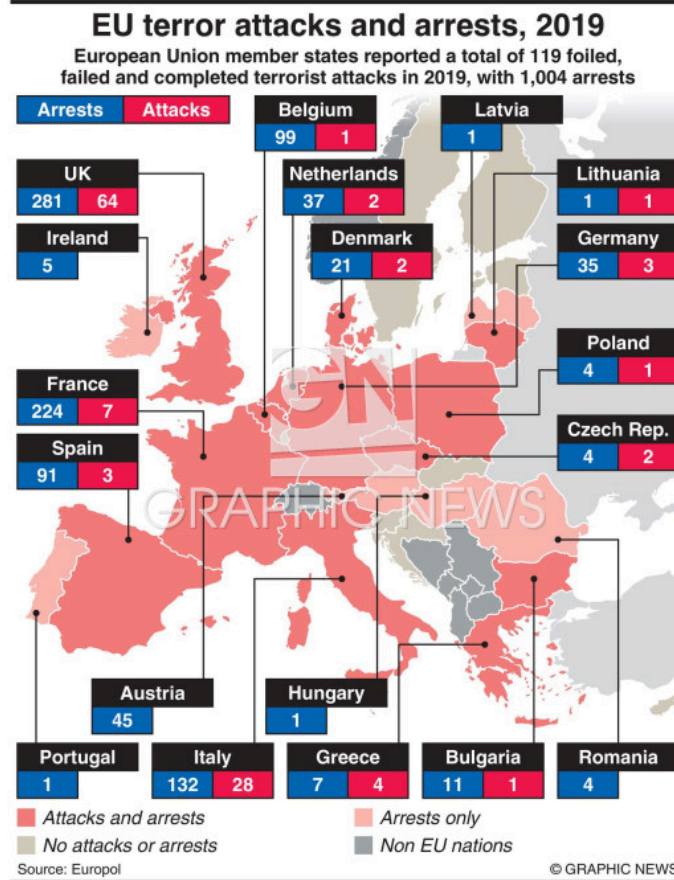 EU terror attacks and arrests, 2019
European Union member states reported a total of 119 foiled,
failed and completed terrorist attacks in 2019, with 1,004 arrests
Arrests Attacks
Belgium
99 1
Latvia
1
UK
281 64
Netherlands
37 2
Lithuania
1 1
Ireland
5
Denmark
21 2
Germany
35 3
Poland
4 1
France
224 7
Czech Rep.
4 2
Spain
91 3
GN
GRAPHIC NEWS
Austria
45
Hungary
1
Portugal
1
Italy
132 28
Greece
7 4
Bulgaria
11 1
Romania
4
Attacks and arrests
Arrests only
No attacks or arrests
Non EU nations
Source: Europol
© GRAPHIC NEWS